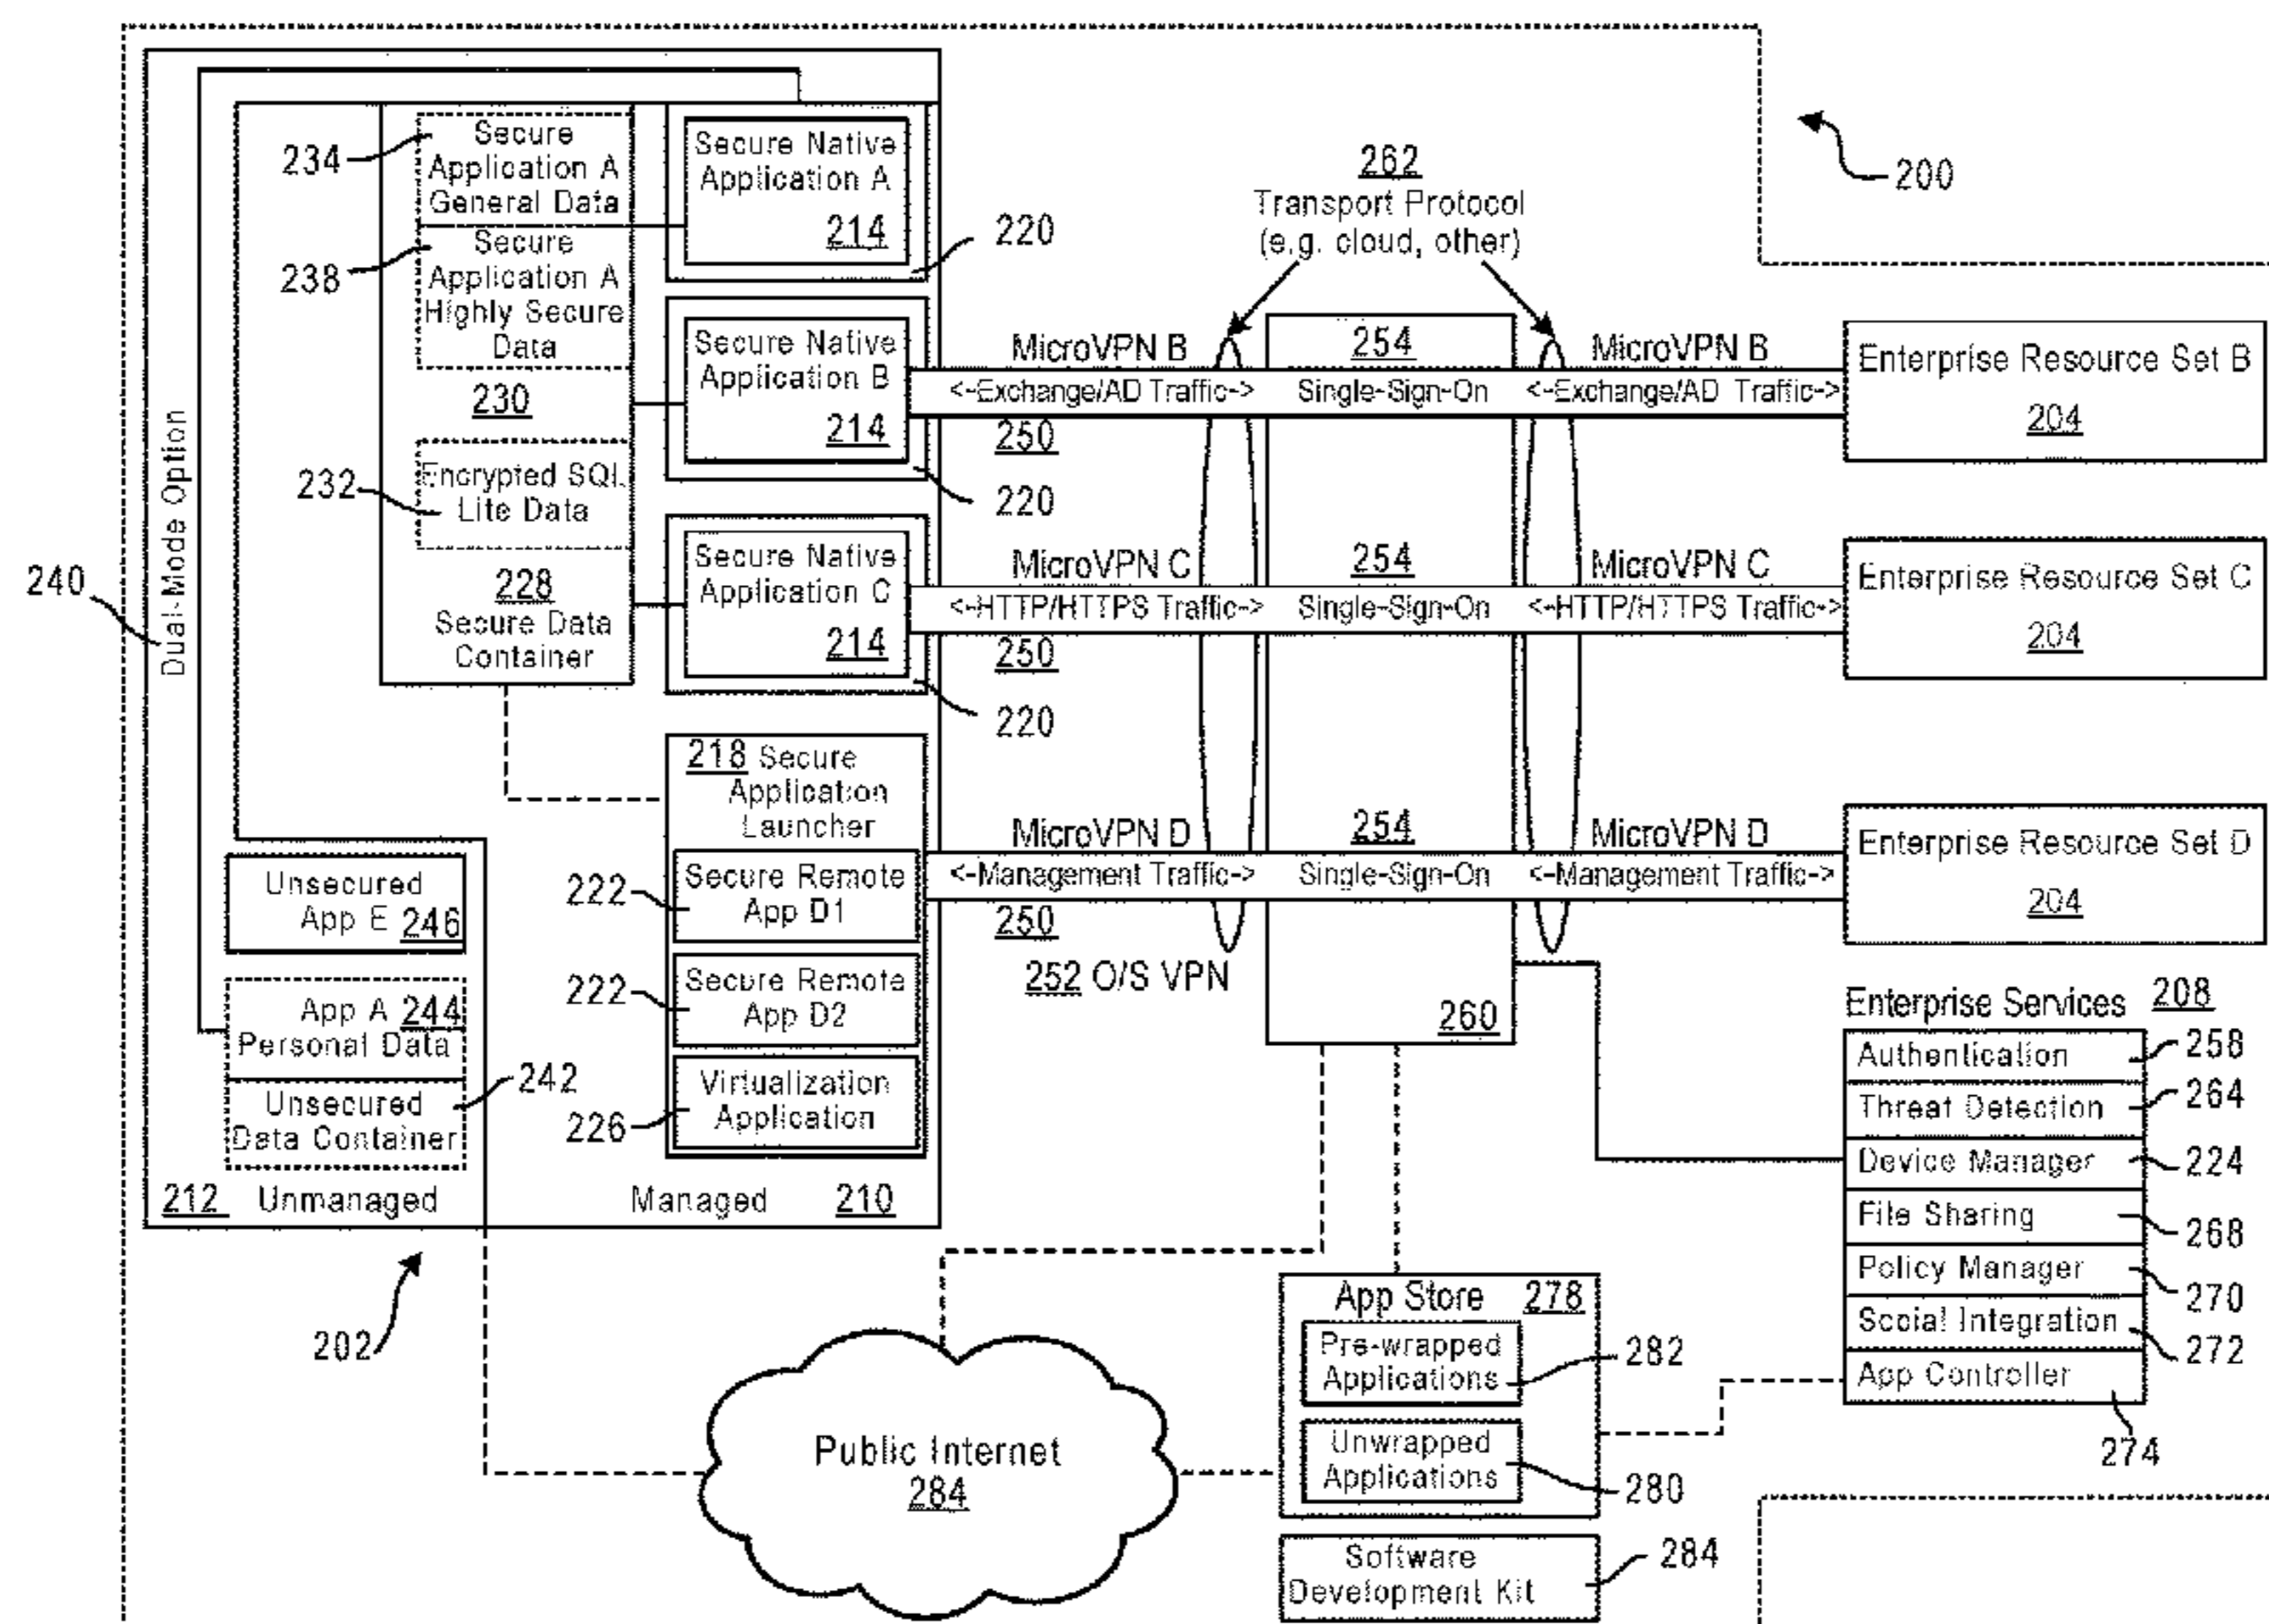 200
240
Dual-Mode Option
234
Secure
Application A
General Data
238
Secure
Application A
Highly Secure
Data
230
232
Encrypted SQL
Lite Data
228
Secure Data
Container
Secure Native
Application A
214
220
Secure Native
Application B
214
220
Secure Native
Application C
214
220
262
Transport Protocol
(e.g. cloud, other)
MicroVPN B
<-Exchange/AD Traffic->
250
254
Single-Sign-On
MicroVPN B
<-Exchange/AD Traffic->
Enterprise Resource Set B
204
MicroVPN C
<-HTTP/HTTPS Traffic->
250
254
Single-Sign-On
MicroVPN C
<-HTTP/HTTPS Traffic->
Enterprise Resource Set C
204
218 Secure
Application
Launcher
222
Secure Remote
App D1
222
Secure Remote
App D2
226
Virtualization
Application
MicroVPN D
<-Management Traffic->
250
252 O/S VPN
254
Single-Sign-On
260
MicroVPN D
<-Management Traffic->
Enterprise Resource Set D
204
Unsecured
App E 246
App A 244
Personal Data
242
Unsecured
Data Container
212 Unmanaged
Managed 210
202
Enterprise Services 208
Authentication 258
Threat Detection 264
Device Manager 224
File Sharing 268
Policy Manager 270
Social Integration 272
App Controller
274
Public Internet
284
App Store 278
Pre-wrapped
Applications
282
Unwrapped
Applications
280
Software
Development Kit
284